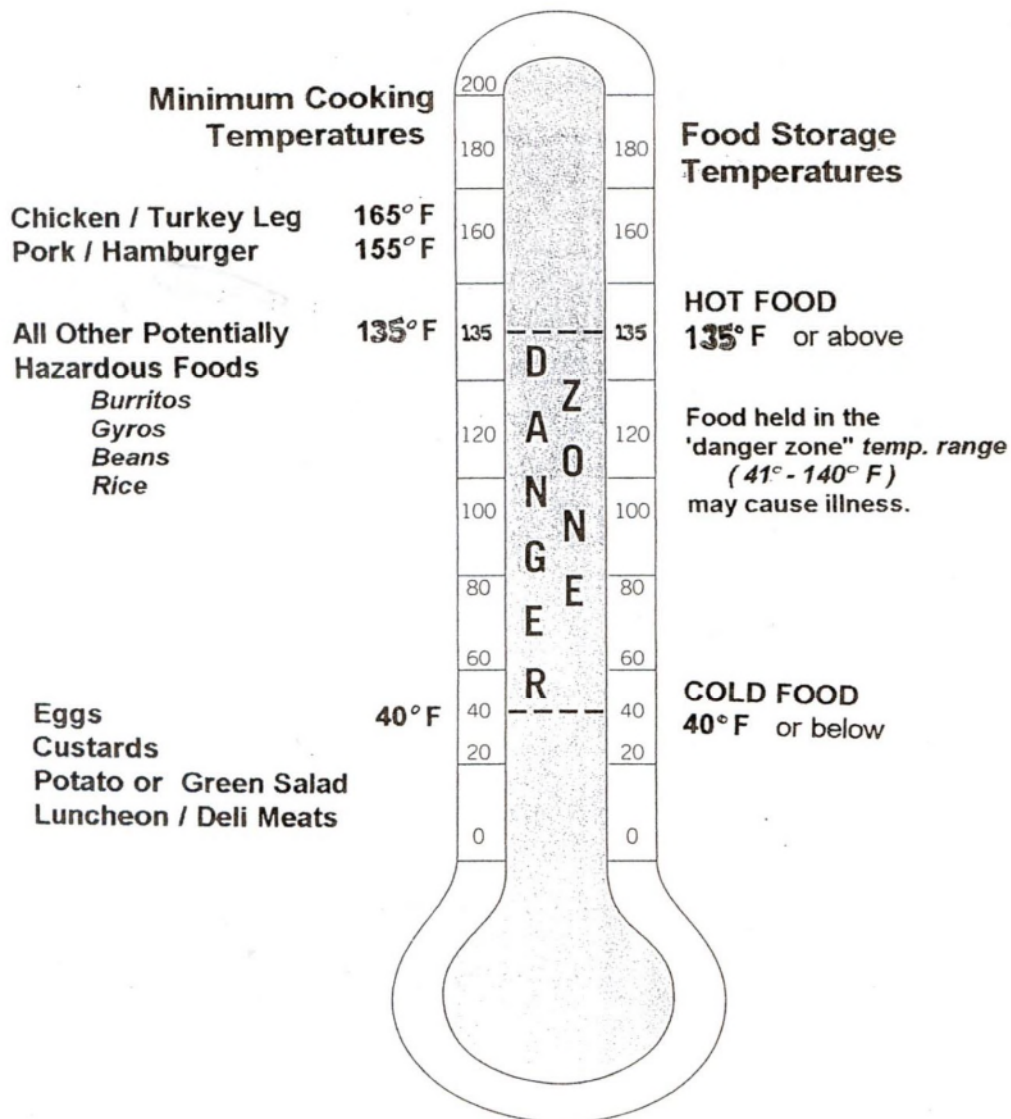 Minimum Cooking
Temperatures
Chicken / Turkey Leg 165° F
Pork / Hamburger 155° F
All Other Potentially 135° F
Hazardous Foods
Burritos
Gyros
Beans
Rice
Eggs 40° F
Custards
Potato or Green Salad
Luncheon / Deli Meats
200
180
160
135
120
100
80
60
40
20
0
DANGER
ZONE
180
160
135
120
100
80
60
40
20
0
Food Storage
Temperatures
HOT FOOD
135° F or above
Food held in the
'danger zone" temp. range
( 41° - 140° F )
may cause illness.
COLD FOOD
40° F or below